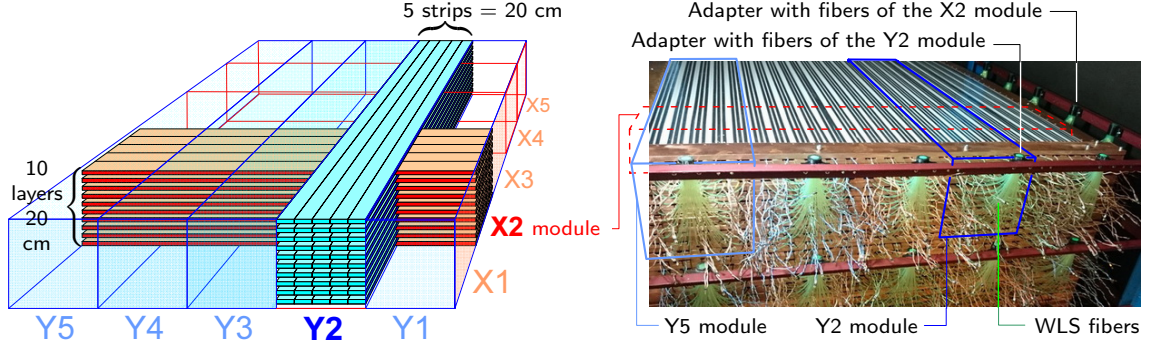 5 strips = 20 cm
10
layers
20
cm
X5
X4
X3
X2 module
X1
Y5
Y4
Y3
Y2
Y1
Adapter with fibers of the X2 module
Adapter with fibers of the Y2 module
Y5 module
Y2 module
WLS fibers